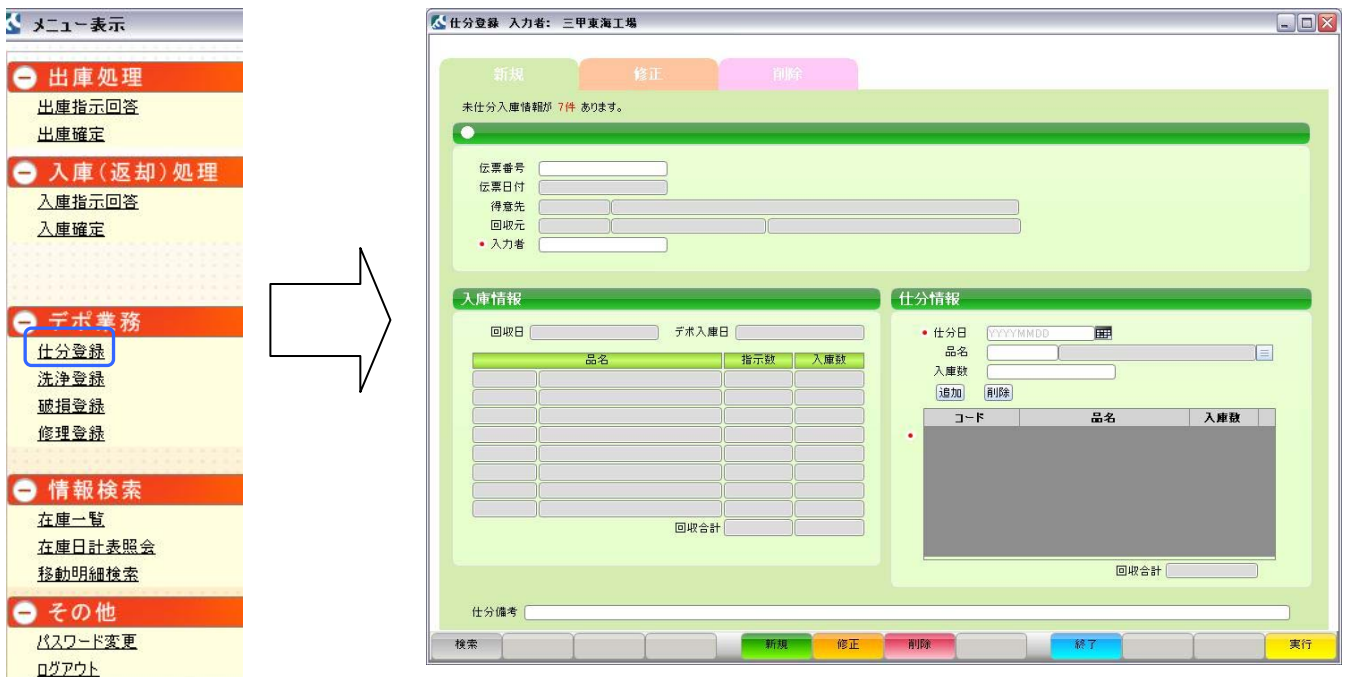 メニュー表示
出庫処理
出庫指示回答
出庫確定
入庫(返却)処理
入庫指示回答
入庫確定
デポ業務
仕分登録
洗浄登録
破損登録
修理登録
情報検索
在庫一覧
在庫日計表照会
移動明細検索
その他
パスワード変更
ログアウト
仕分登録 入力者: 三甲東海工場
新規 修正 削除
未仕分入庫情報が 7件 あります。
伝票番号
伝票日付
得意先
回収元
入力者
入庫情報
回収日 デポ入庫日
品名 指示数 入庫数
回収合計
仕分情報
仕分日 YYYYMMDD
品名
入庫数
追加 削除
コード 品名 入庫数
回収合計
仕分備考
検索 新規 修正 削除 終了 実行